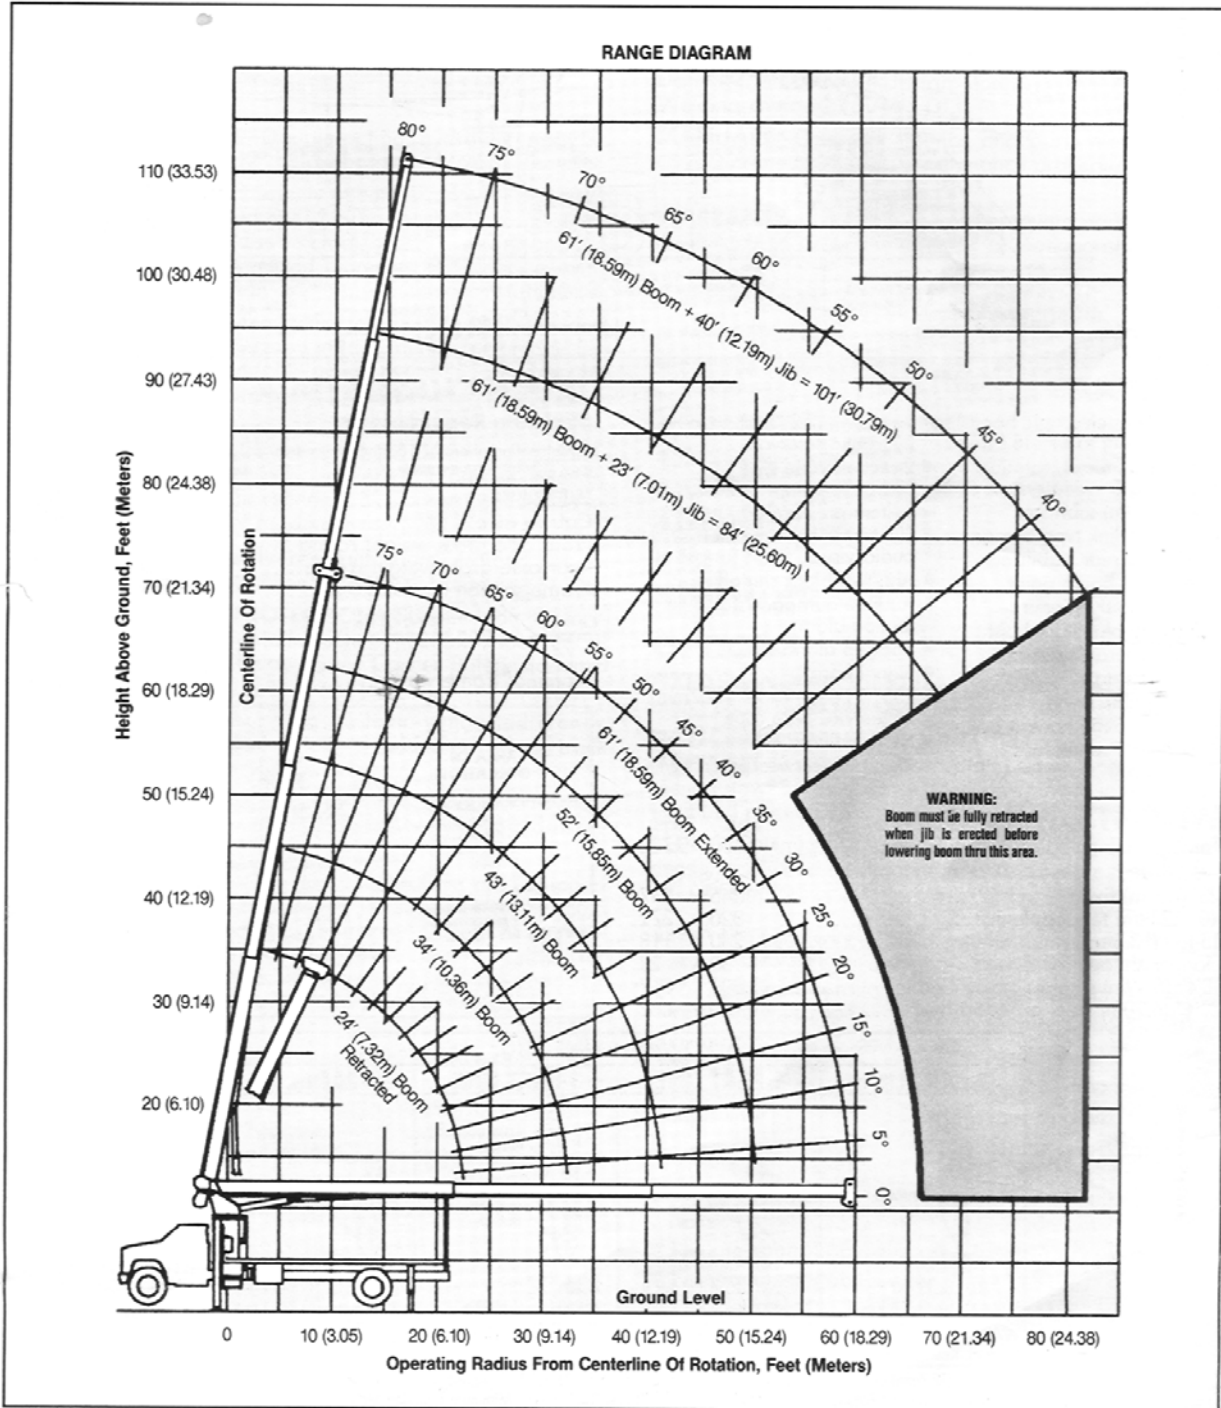 RANGE DIAGRAM
80°
75°
70°
65°
60°
55°
50°
45°
40°
61′ (18.59m) Boom + 40′ (12.19m) Jib = 101′ (30.79m)
61′ (18.59m) Boom + 23′ (7.01m) Jib = 84′ (25.60m)
110 (33.53)
100 (30.48)
90 (27.43)
80 (24.38)
70 (21.34)
60 (18.29)
50 (15.24)
40 (12.19)
30 (9.14)
20 (6.10)
Height Above Ground, Feet (Meters)
Centerline Of Rotation
75°
70°
65°
60°
55°
50°
45°
40°
35°
30°
25°
20°
15°
10°
5°
0°
61′ (18.59m) Boom Extended
52′ (15.85m) Boom
43′ (13.11m) Boom
34′ (10.36m) Boom
24′ (7.32m) Boom
Retracted
WARNING:
Boom must be fully retracted
when jib is erected before
lowering boom thru this area.
Ground Level
0
10 (3.05)
20 (6.10)
30 (9.14)
40 (12.19)
50 (15.24)
60 (18.29)
70 (21.34)
80 (24.38)
Operating Radius From Centerline Of Rotation, Feet (Meters)